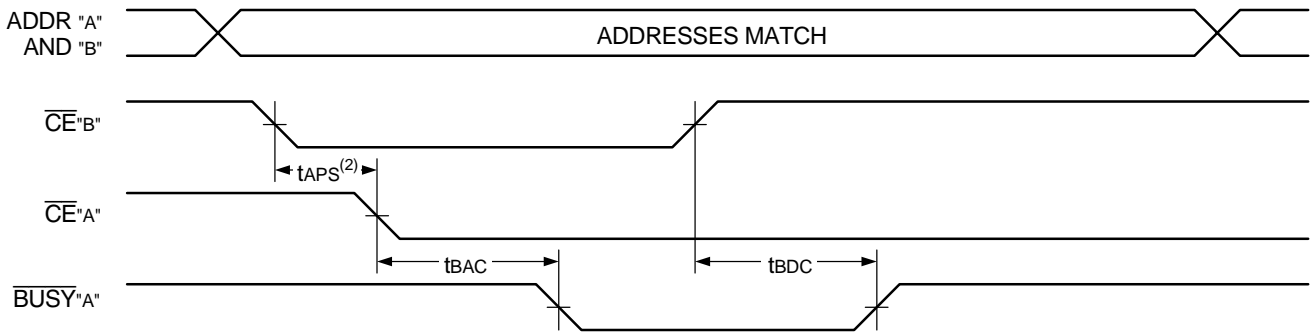 ADDR "A"
AND "B"
ADDRESSES MATCH
CE"B"
tAPS(2)
CE"A"
tBAC
tBDC
BUSY"A"